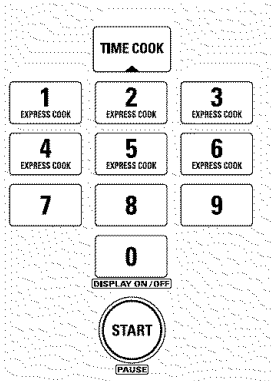 TIME COOK
1 2 3
EXPRESS COOK EXPRESS COOK EXPRESS COOK
4 5 6
EXPRESS COOK EXPRESS COOK EXPRESS COOK
7 8 9
0
DISPLAY ON/OFF
START
PAUSE